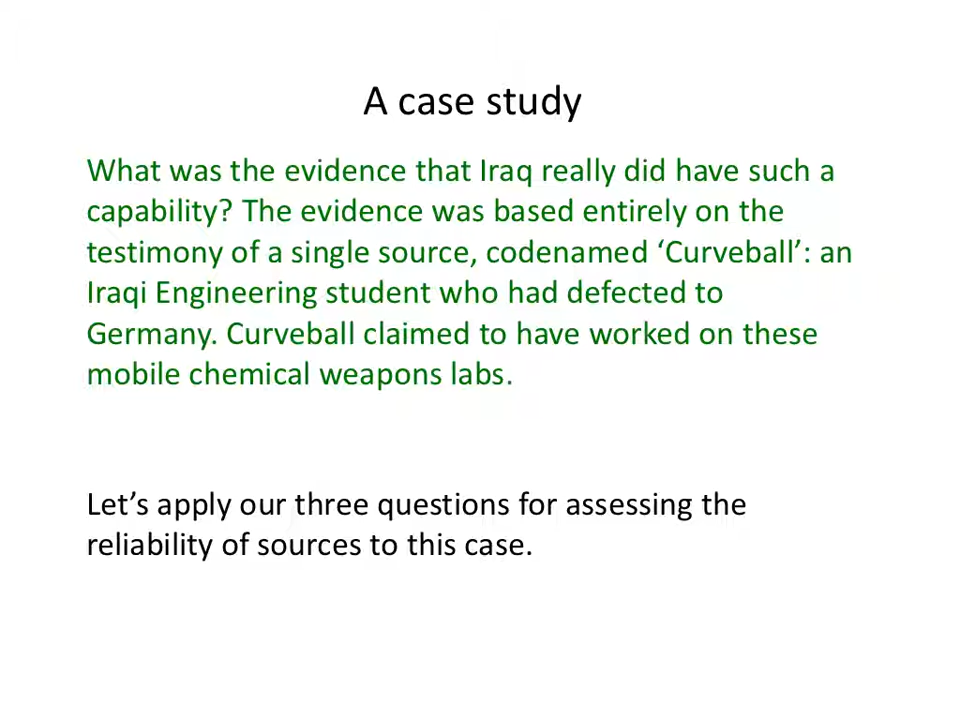 A case study
What was the evidence that Iraq really did have such a
capability? The evidence was based entirely on the
testimony of a single source, codenamed ‘Curveball’: an
Iraqi Engineering student who had defected to
Germany. Curveball claimed to have worked on these
mobile chemical weapons labs.
Let’s apply our three questions for assessing the
reliability of sources to this case.